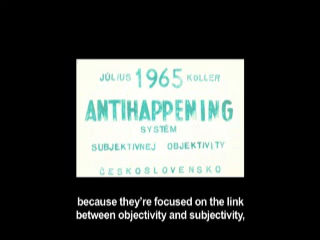 JÚLIUS 1965 KOLLER
ANTIHAPPENING
SYSTÉM
SUBJEKTIVNEJ OBJEKTIVITY
ČESKOSLOVENSKO
because they're focused on the link
between objectivity and subjectivity,